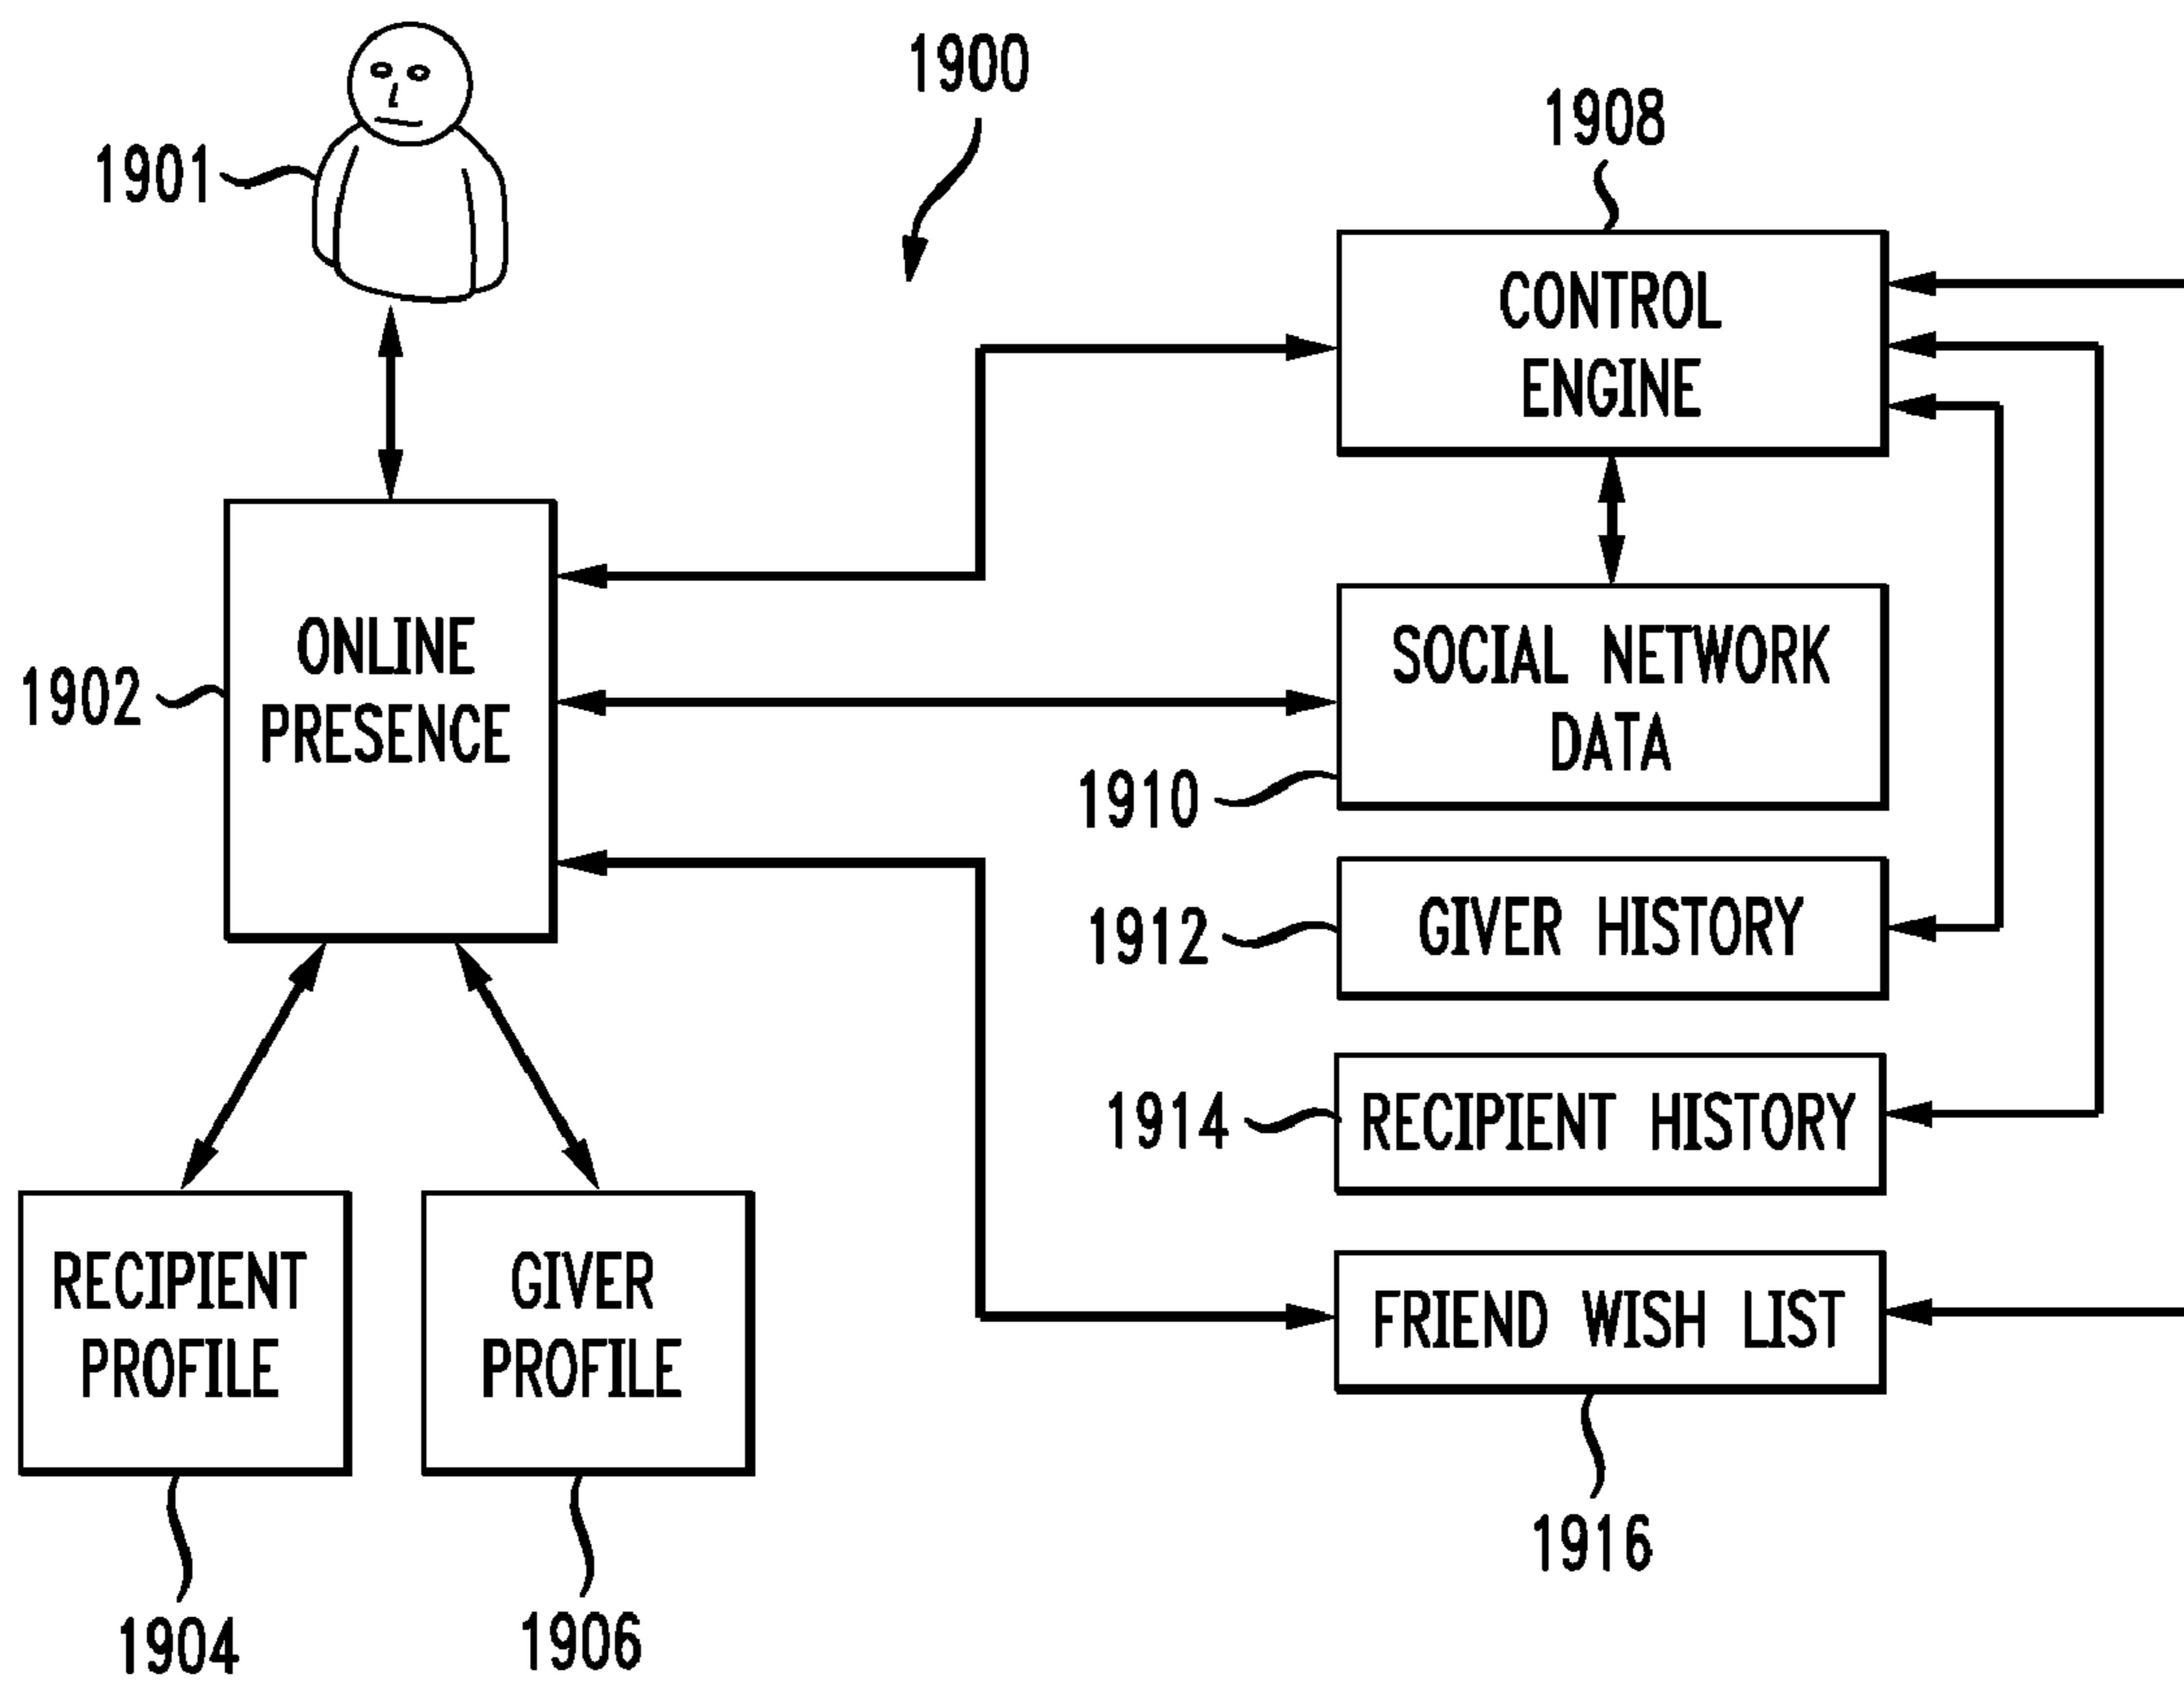 1900
1901
1908
CONTROL
ENGINE
ONLINE
PRESENCE
1902
SOCIAL NETWORK
DATA
1910
GIVER HISTORY
1912
1914
RECIPIENT HISTORY
RECIPIENT
PROFILE
GIVER
PROFILE
FRIEND WISH LIST
1916
1904
1906